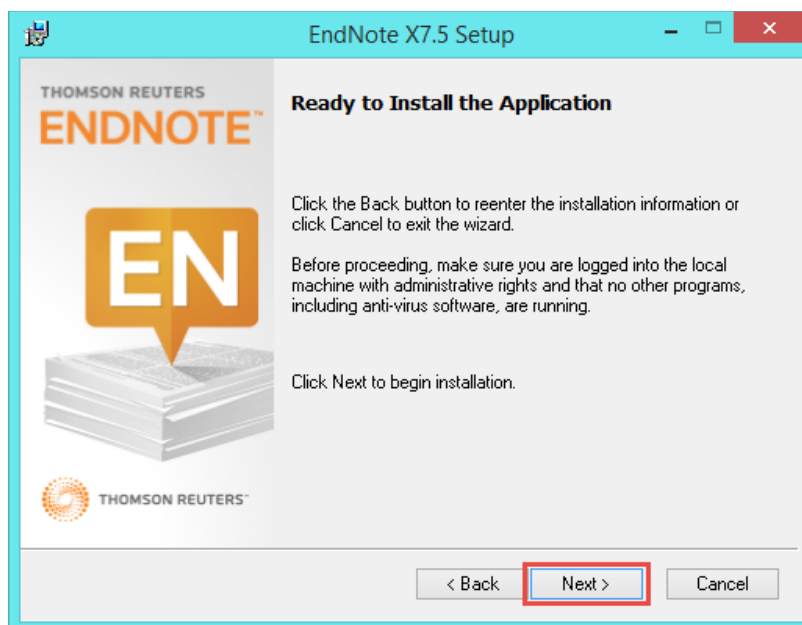 EndNote X7.5 Setup
THOMSON REUTERS
ENDNOTE™
Ready to Install the Application
Click the Back button to reenter the installation information or
click Cancel to exit the wizard.
Before proceeding, make sure you are logged into the local
machine with administrative rights and that no other programs,
including anti-virus software, are running.
EN
Click Next to begin installation.
THOMSON REUTERS™
< Back
Next >
Cancel